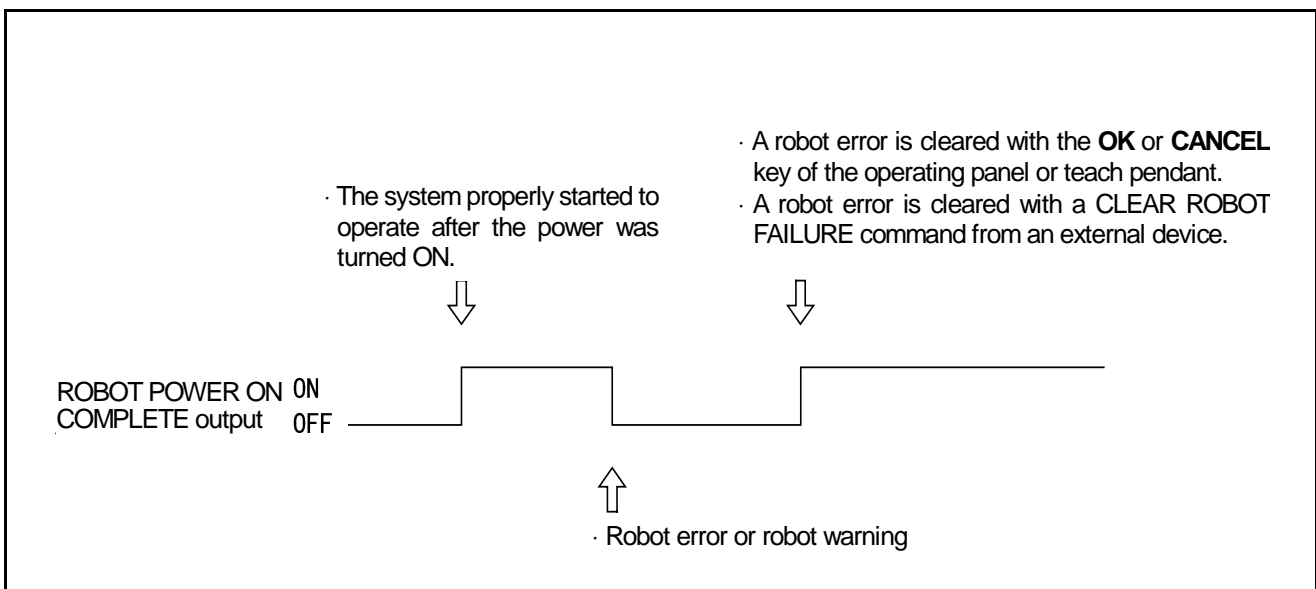 · The system properly started to
operate after the power was
turned ON.
· A robot error is cleared with the OK or CANCEL
key of the operating panel or teach pendant.
· A robot error is cleared with a CLEAR ROBOT
FAILURE command from an external device.
ROBOT POWER ON ON
COMPLETE output OFF
· Robot error or robot warning